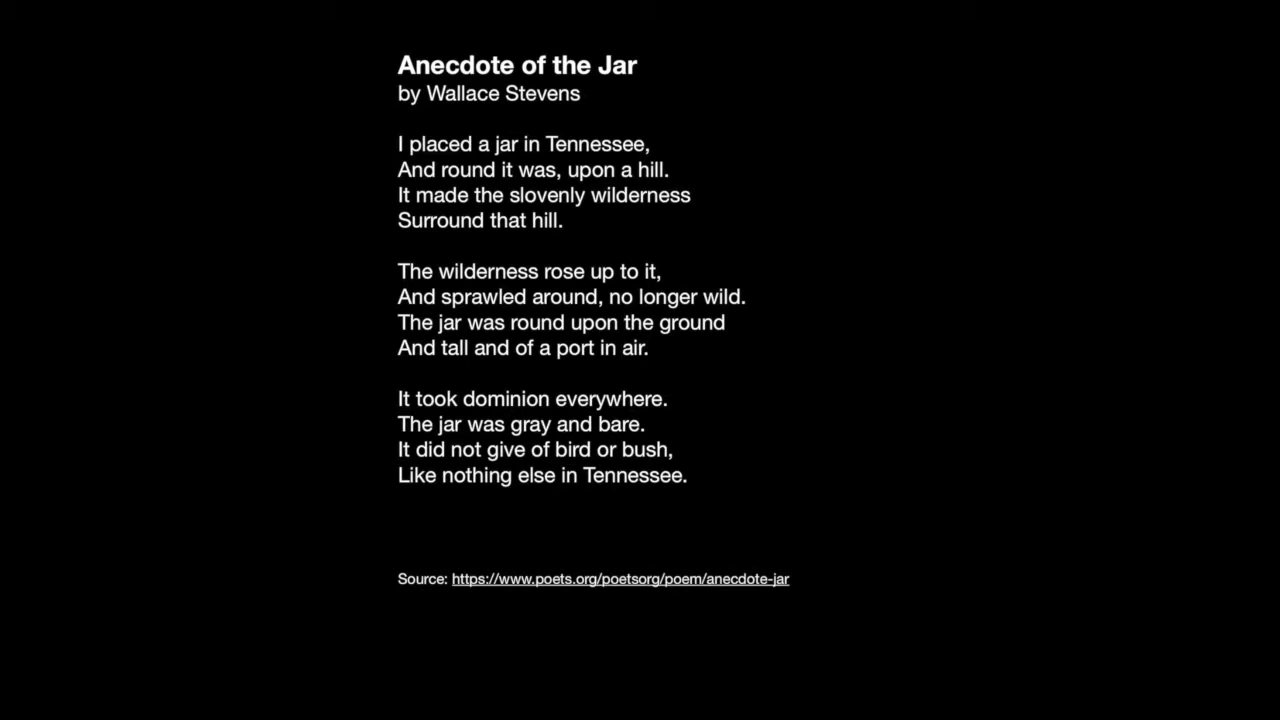 Anecdote of the Jar
by Wallace Stevens
I placed a jar in Tennessee,
And round it was, upon a hill.
It made the slovenly wilderness
Surround that hill.
The wilderness rose up to it,
And sprawled around, no longer wild.
The jar was round upon the ground
And tall and of a port in air.
It took dominion everywhere.
The jar was gray and bare.
It did not give of bird or bush,
Like nothing else in Tennessee.
Source: https://www.poets.org/poetsorg/poem/anecdote-jar